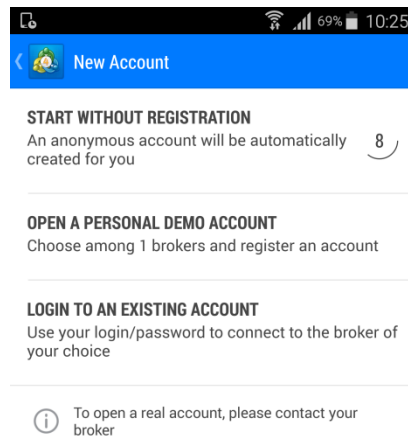 69% 10:25
New Account
START WITHOUT REGISTRATION
An anonymous account will be automatically
created for you
8
OPEN A PERSONAL DEMO ACCOUNT
Choose among 1 brokers and register an account
LOGIN TO AN EXISTING ACCOUNT
Use your login/password to connect to the broker of
your choice
To open a real account, please contact your
broker